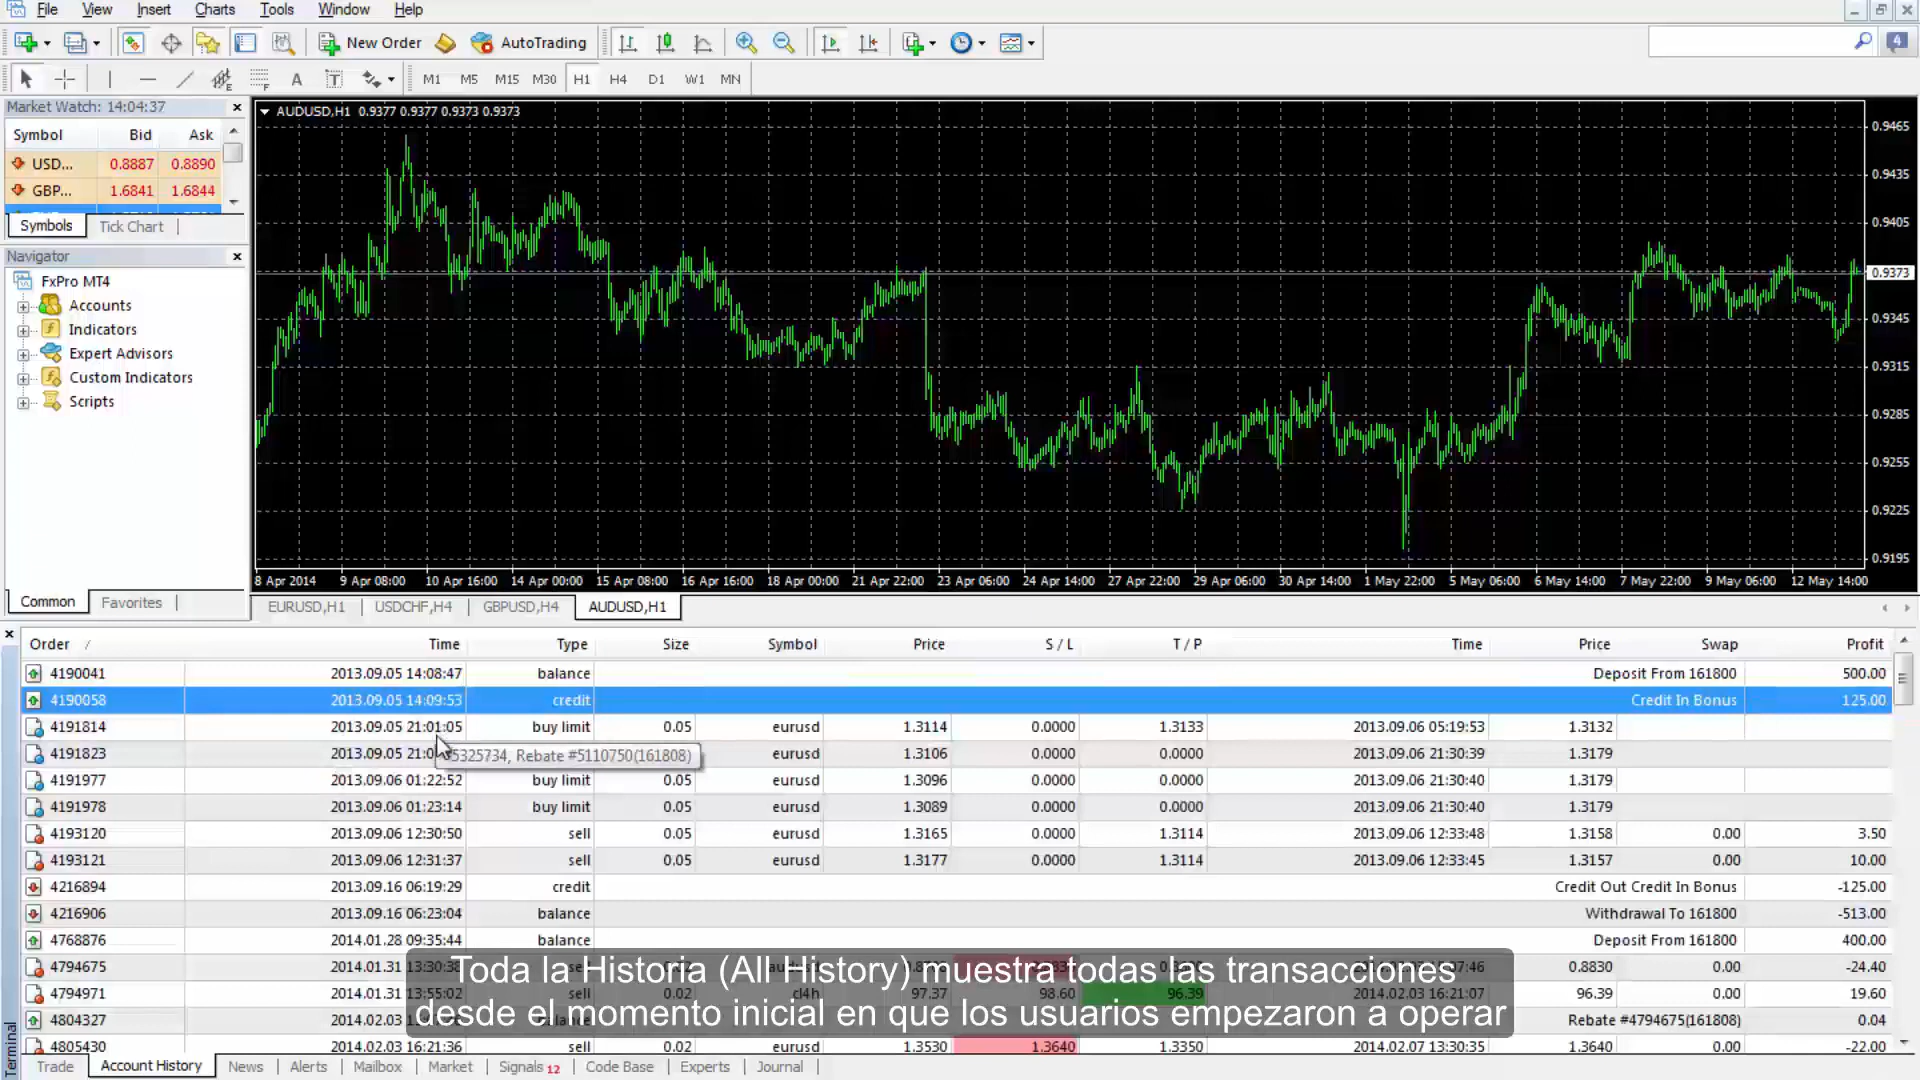 File View Insert Charts Tools Window Help
New Order AutoTrading 4
A T M1 M5 M15 M30 H1 H4 D1 W1 MN
Market Watch: 14:04:37
Symbol Bid Ask
USD... 0.8887 0.8890
GBP... 1.6841 1.6844
Symbols Tick Chart
Navigator
FxPro MT4
Accounts
Indicators
Expert Advisors
Custom Indicators
Scripts
Common Favorites
AUDUSD,H1 0.9377 0.9377 0.9373 0.9373
0.9465
0.9435
0.9405
0.9373
0.9345
0.9315
0.9285
0.9255
0.9225
0.9195
8 Apr 2014 9 Apr 08:00 10 Apr 16:00 14 Apr 00:00 15 Apr 08:00 16 Apr 16:00 18 Apr 00:00 21 Apr 22:00 23 Apr 06:00 24 Apr 14:00 27 Apr 22:00 29 Apr 06:00 30 Apr 14:00 1 May 22:00 5 May 06:00 6 May 14:00 7 May 22:00 9 May 06:00 12 May 14:00
EURUSD,H1 USDCHF,H4 GBPUSD,H4 AUDUSD,H1
Order / Time Type Size Symbol Price S / L T / P Time Price Swap Profit
4190041 2013.09.05 14:08:47 balance Deposit From 161800 500.00
4190058 2013.09.05 14:09:53 credit Credit In Bonus 125.00
4191814 2013.09.05 21:01:05 buy limit 0.05 eurusd 1.3114 0.0000 1.3133 2013.09.06 05:19:53 1.3132
4191823 2013.09.05 21:0 eurusd 1.3106 0.0000 0.0000 2013.09.06 21:30:39 1.3179
5325734, Rebate #5110750(161808)
4191977 2013.09.06 01:22:52 buy limit 0.05 eurusd 1.3096 0.0000 0.0000 2013.09.06 21:30:40 1.3179
4191978 2013.09.06 01:23:14 buy limit 0.05 eurusd 1.3089 0.0000 0.0000 2013.09.06 21:30:40 1.3179
4193120 2013.09.06 12:30:50 sell 0.05 eurusd 1.3165 0.0000 1.3114 2013.09.06 12:33:48 1.3158 0.00 3.50
4193121 2013.09.06 12:31:37 sell 0.05 eurusd 1.3177 0.0000 1.3114 2013.09.06 12:33:45 1.3157 0.00 10.00
4216894 2013.09.16 06:19:29 credit Credit Out Credit In Bonus -125.00
4216906 2013.09.16 06:23:04 balance Withdrawal To 161800 -513.00
4768876 2014.01.28 09:35:44 balance Deposit From 161800 400.00
4794675 2014.01.31 13:30:38 0.8830 0.00 -24.40
4794971 2014.01.31 13:55:02 sell 0.02 cl4h 97.37 98.60 96.39 2014.02.03 16:21:07 96.39 0.00 19.60
4804327 2014.02.03 Rebate #4794675(161808) 0.04
4805430 2014.02.03 16:21:36 sell 0.02 eurusd 1.3530 1.3640 1.3350 2014.02.07 13:30:35 1.3640 0.00 -22.00
Toda la Historia (All History) muestra todas las transacciones
desde el momento inicial en que los usuarios empezaron a operar
Terminal
Trade Account History News Alerts Mailbox Market Signals 12 Code Base Experts Journal